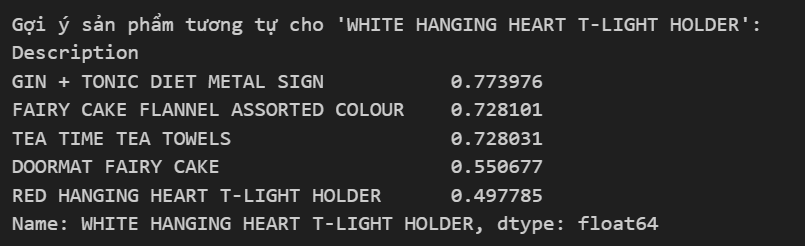 Gợi ý sản phẩm tương tự cho 'WHITE HANGING HEART T-LIGHT HOLDER':
Description
GIN + TONIC DIET METAL SIGN 0.773976
FAIRY CAKE FLANNEL ASSORTED COLOUR 0.728101
TEA TIME TEA TOWELS 0.728031
DOORMAT FAIRY CAKE 0.550677
RED HANGING HEART T-LIGHT HOLDER 0.497785
Name: WHITE HANGING HEART T-LIGHT HOLDER, dtype: float64